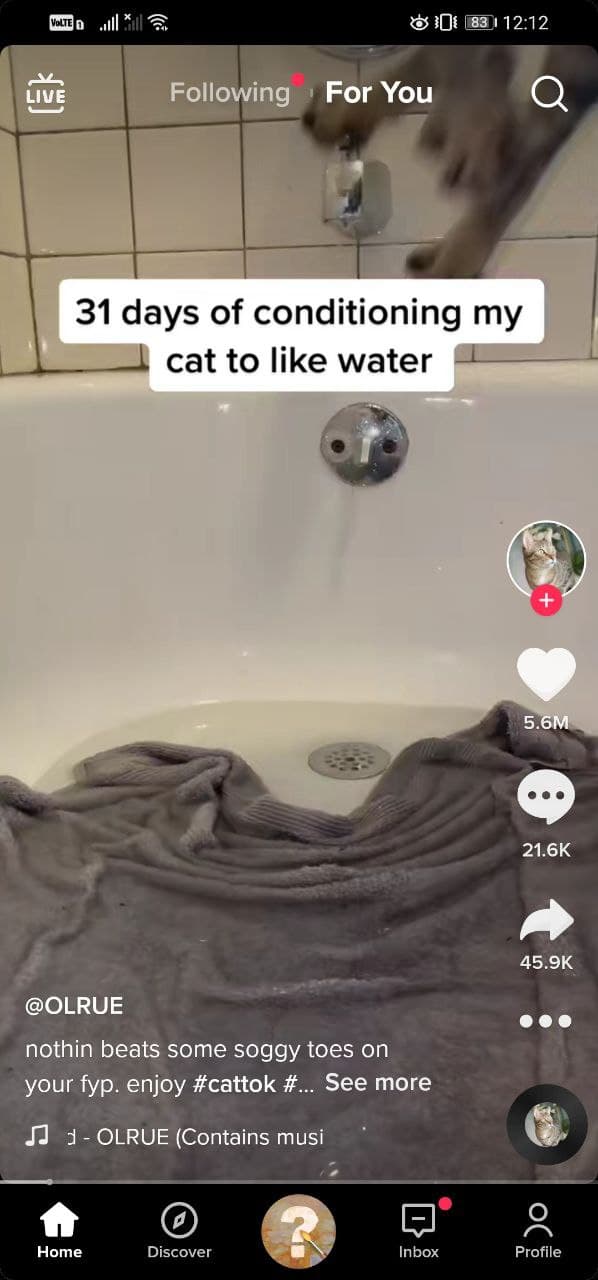 VoLTE 1 83 12:12
LIVE Following For You
31 days of conditioning my
cat to like water
5.6M
21.6K
45.9K
@OLRUE
nothin beats some soggy toes on
your fyp. enjoy #cattok #... See more
d - OLRUE (Contains musi
?
Home Discover Inbox Profile